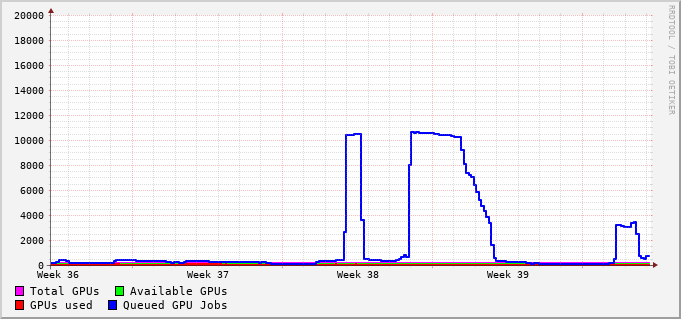 20000
18000
16000
14000
12000
10000
8000
6000
4000
2000
0
Week 36 Week 37 Week 38 Week 39
Total GPUs Available GPUs
GPUs used Queued GPU Jobs
RRDTOOL / TOBI OETIKER